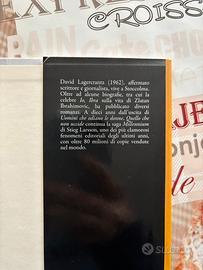 CROISS
David Lagercrantz (1962), affermato
scrittore e giornalista, vive a Stoccolma.
Oltre ad alcune biografie, tra cui la
celebre Io, Ibra sulla vita di Zlatan
Ibrahimović, ha pubblicato diversi
romanzi. A dieci anni dall'uscita di
Uomini che odiano le donne, Quello che
non uccide continua la saga Millennium
di Stieg Larsson, uno dei più clamorosi
fenomeni editoriali degli ultimi anni,
con oltre 80 milioni di copie vendute
nel mondo.